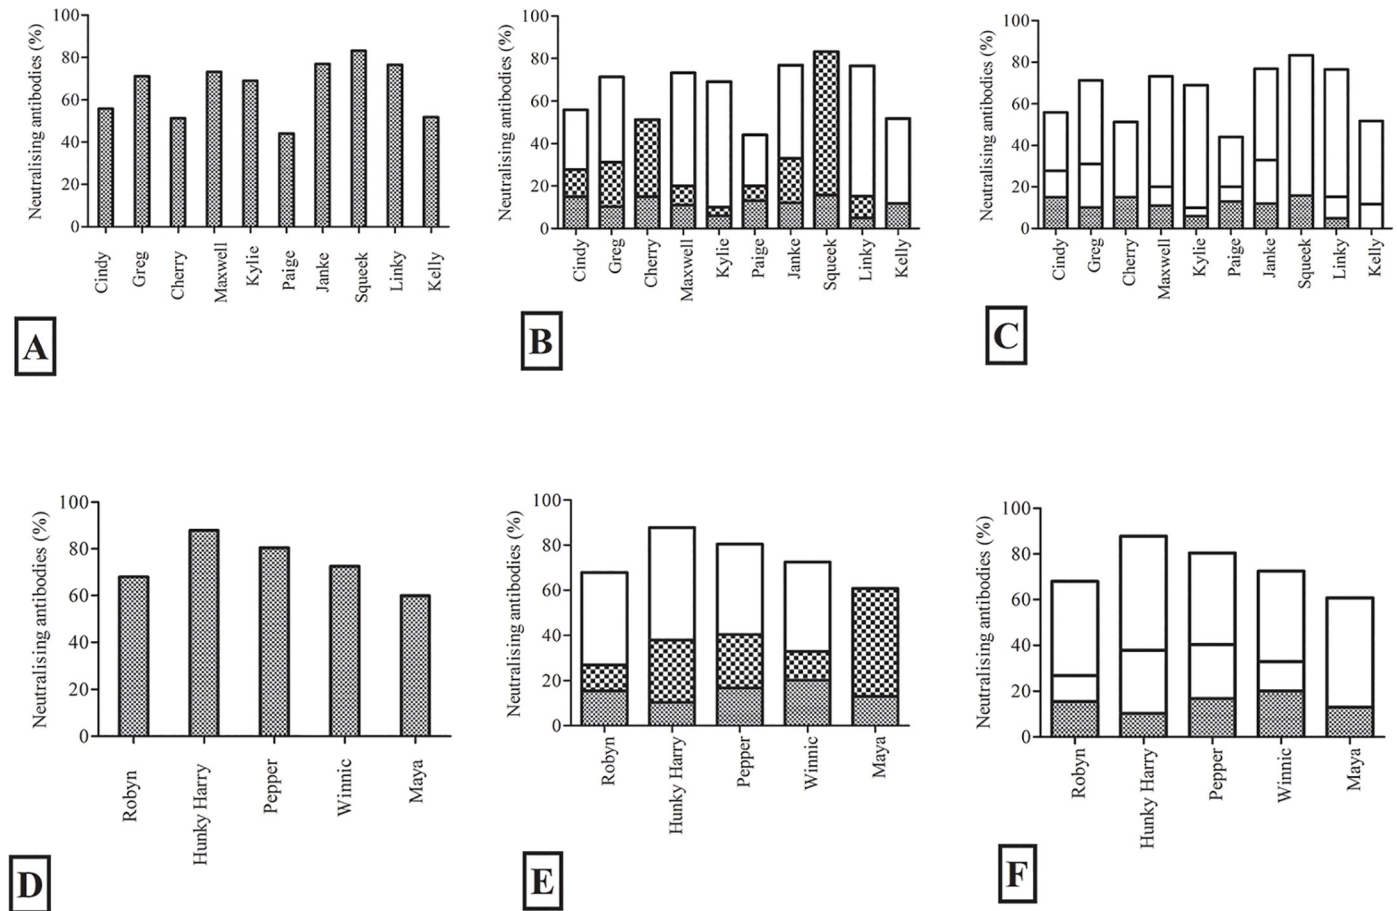 Neutralising antibodies (%)
100
80
60
40
20
0
Cindy
Greg
Cherry
Maxwell
Kylie
Paige
Janke
Squeek
Linky
Kelly
A
Neutralising antibodies (%)
100
80
60
40
20
0
Cindy
Greg
Cherry
Maxwell
Kylie
Paige
Janke
Squeek
Linky
Kelly
B
Neutralising antibodies (%)
100
80
60
40
20
0
Cindy
Greg
Cherry
Maxwell
Kylie
Paige
Janke
Squeek
Linky
Kelly
C
Neutralising antibodies (%)
100
80
60
40
20
0
Robyn
Hunky Harry
Pepper
Winnic
Maya
D
Neutralising antibodies (%)
100
80
60
40
20
0
Robyn
Hunky Harry
Pepper
Winnic
Maya
E
Neutralising antibodies (%)
100
80
60
40
20
0
Robyn
Hunky Harry
Pepper
Winnic
Maya
F